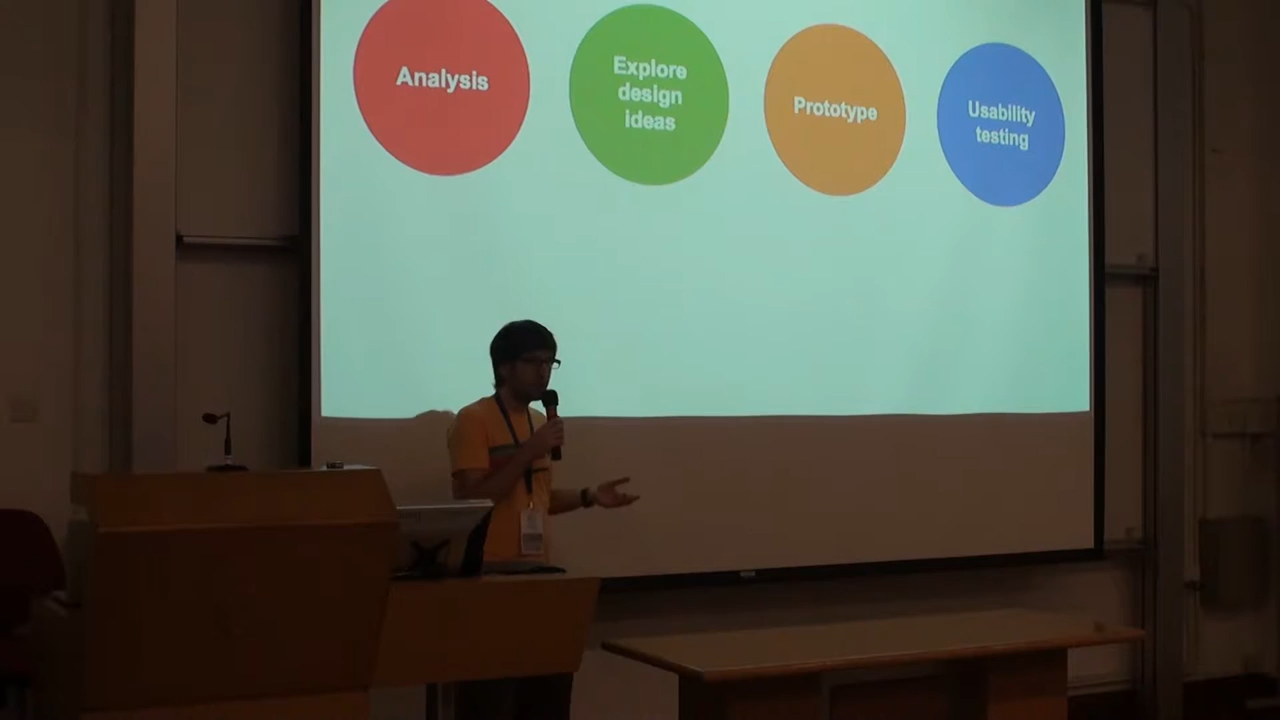 Analysis
Explore
design
ideas
Prototype
Usability
testing